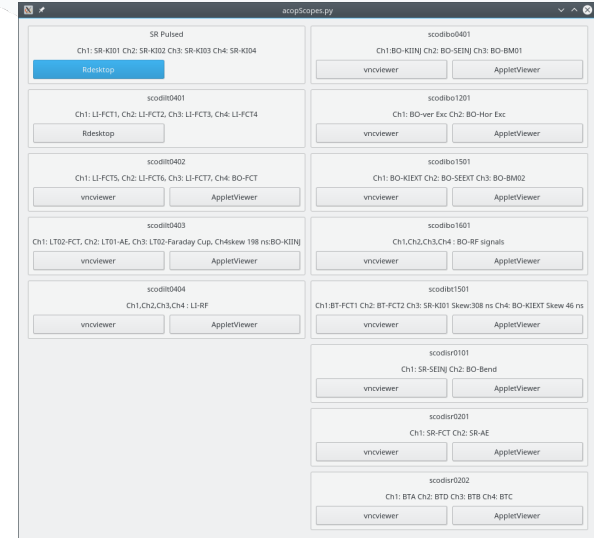 acopScopes.py
SR Pulsed
Ch1: SR-KI01 Ch2: SR-KI02 Ch3: SR-KI03 Ch4: SR-KI04
Rdesktop
scodilt0401
Ch1: LI-FCT1, Ch2: LI-FCT2, Ch3: LI-FCT3, Ch4: LI-FCT4
Rdesktop
scodilt0402
Ch1: LI-FCT5, Ch2: LI-FCT6, Ch3: LI-FCT7, Ch4: BO-FCT
vncviewer AppletViewer
scodilt0403
Ch1: LT02-FCT, Ch2: LT01-AE, Ch3: LT02-Faraday Cup, Ch4skew 198 ns:BO-KIINJ
vncviewer AppletViewer
scodilt0404
Ch1,Ch2,Ch3,Ch4 : LI-RF
vncviewer AppletViewer
scodibo0401
Ch1:BO-KIINJ Ch2: BO-SEINJ Ch3: BO-BM01
vncviewer AppletViewer
scodibo1201
Ch1: BO-ver Exc Ch2: BO-Hor Exc
vncviewer AppletViewer
scodibo1501
Ch1: BO-KIEXT Ch2: BO-SEEXT Ch3: BO-BM02
vncviewer AppletViewer
scodibo1601
Ch1,Ch2,Ch3,Ch4 : BO-RF signals
vncviewer AppletViewer
scodibt1501
Ch1:BT-FCT1 Ch2: BT-FCT2 Ch3: SR-KI01 Skew:308 ns Ch4: BO-KIEXT Skew 46 ns
vncviewer AppletViewer
scodisr0101
Ch1: SR-SEINJ Ch2: BO-Bend
vncviewer AppletViewer
scodisr0201
Ch1: SR-FCT Ch2: SR-AE
vncviewer AppletViewer
scodisr0202
Ch1: BTA Ch2: BTD Ch3: BTB Ch4: BTC
vncviewer AppletViewer